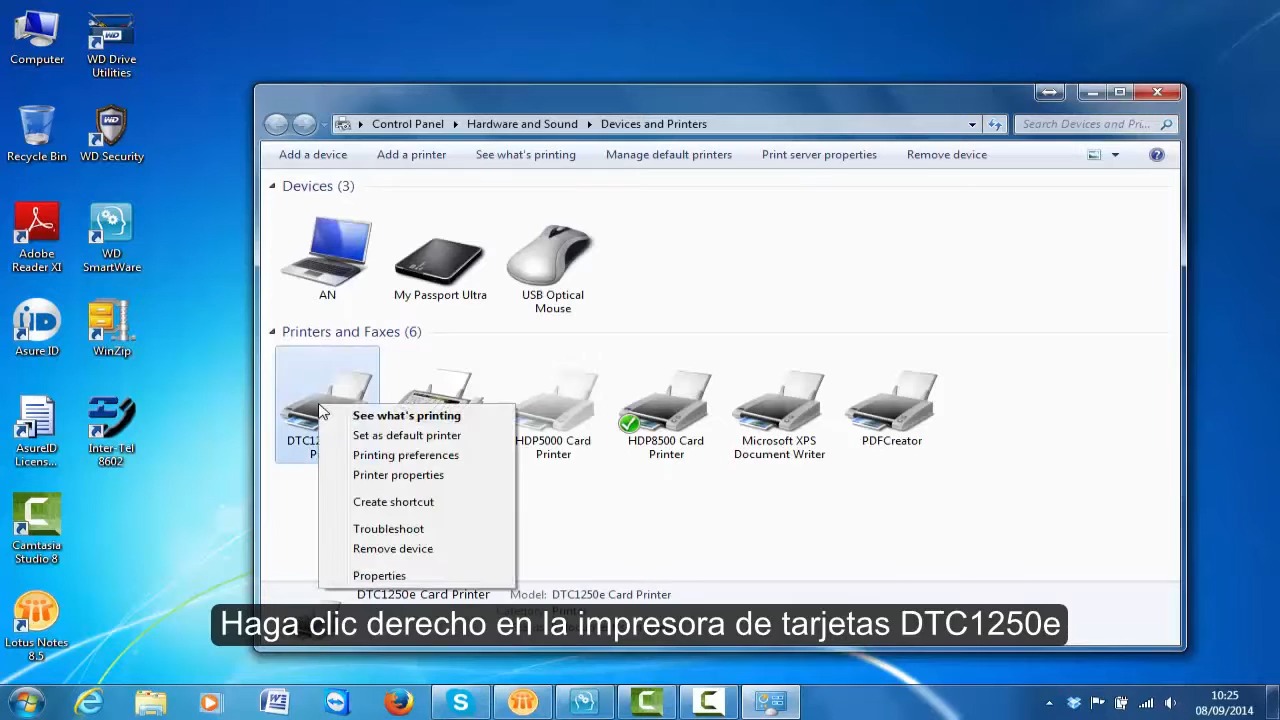 Computer
WD Drive
Utilities
Recycle Bin
WD Security
Adobe
Reader XI
WD
SmartWare
Asure ID
WinZip
AsureID
Licens...
Inter-Tel
8602
Camtasia
Studio 8
Lotus Notes
8.5
Control Panel
Hardware and Sound
Devices and Printers
Search Devices and Pri...
Add a device
Add a printer
See what's printing
Manage default printers
Print server properties
Remove device
Devices (3)
AN
My Passport Ultra
USB Optical
Mouse
Printers and Faxes (6)
DTC12
P
HDP5000 Card
Printer
HDP8500 Card
Printer
Microsoft XPS
Document Writer
PDFCreator
See what's printing
Set as default printer
Printing preferences
Printer properties
Create shortcut
Troubleshoot
Remove device
Properties
DTC1250e Card Printer
Model: DTC1250e Card Printer
Haga clic derecho en la impresora de tarjetas DTC1250e
10:25
08/09/2014